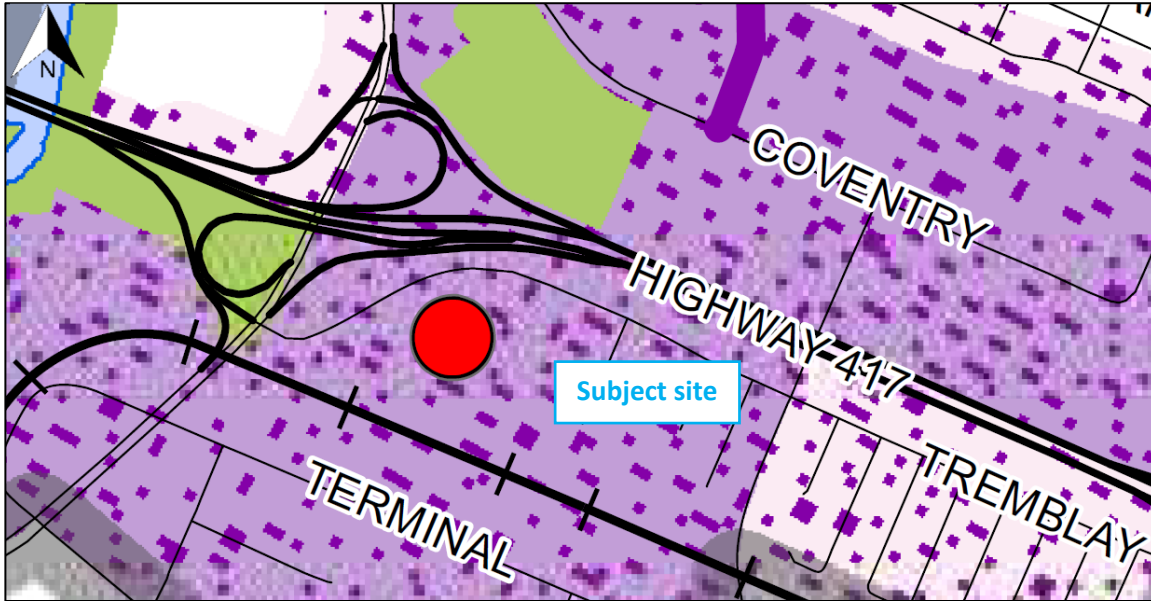 N
COVENTRY
HIGHWAY 417
Subject site
TREMBLAY
TERMINAL